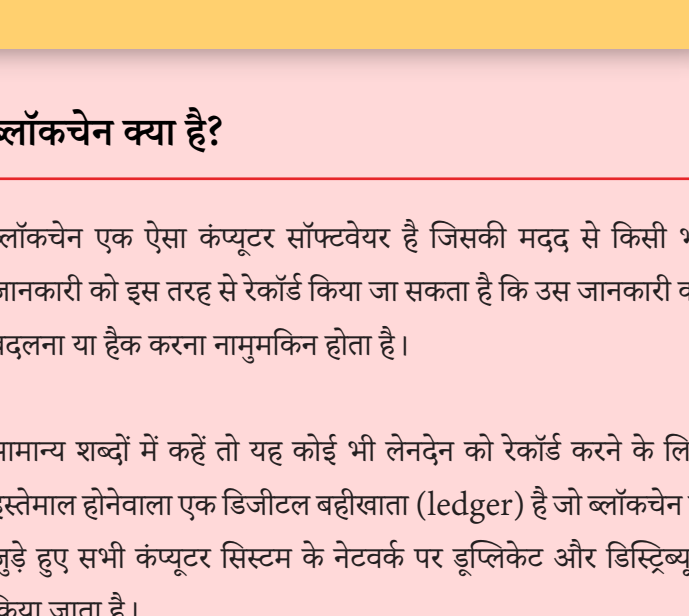 ब्लॉकचेन क्या है?
ब्लॉकचेन एक ऐसा कंप्यूटर सॉफ्टवेयर है जिसकी मदद से किसी
जानकारी को इस तरह से रेकॉर्ड किया जा सकता है कि उस जानकारी
बदलना या हैक करना नामुमकिन होता है।
सामान्य शब्दों में कहें तो यह कोई भी लेनदेन को रेकॉर्ड करने के
इस्तेमाल होनेवाला एक डिजीटल बहीखाता (ledger) है जो ब्लॉकचेन
जुड़े हुए सभी कंप्यूटर सिस्टम के नेटवर्क पर डूप्लिकेट और
किया जाता है।